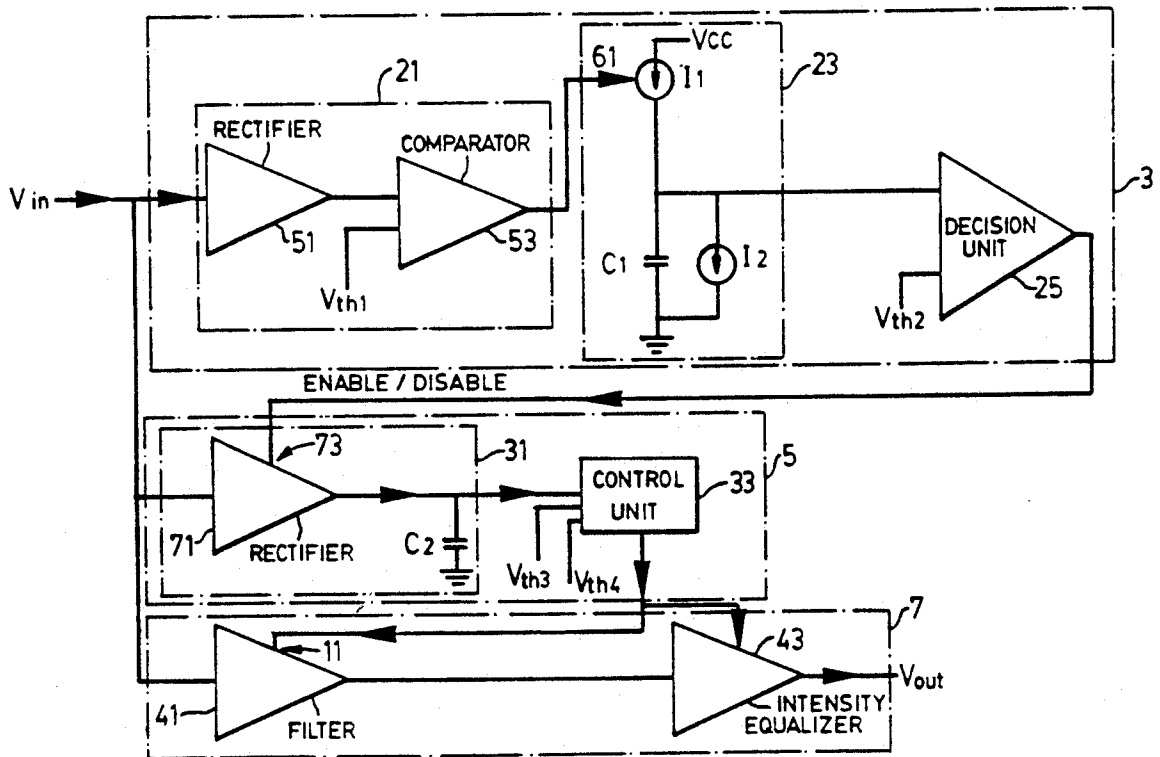 Vcc
61
I1
23
21
RECTIFIER
COMPARATOR
Vin
3
51
53
DECISION
UNIT
C1
I2
25
Vth1
Vth2
ENABLE / DISABLE
73
31
5
CONTROL
UNIT
33
71
RECTIFIER
C2
Vth3
Vth4
7
11
43
Vout
41
FILTER
INTENSITY
EQUALIZER